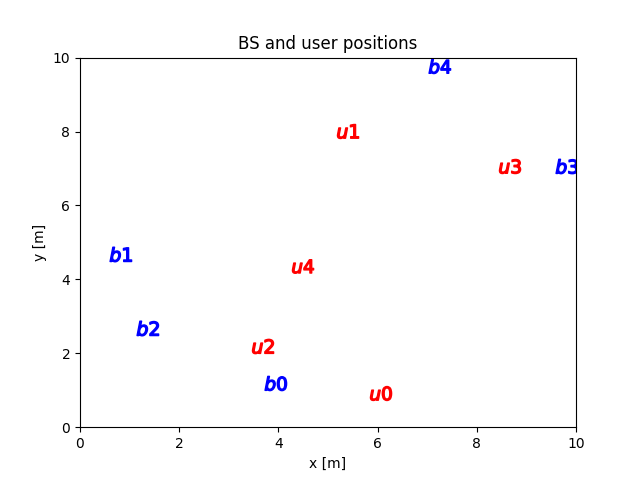 BS and user positions
10
b4
8
u1
u3
b3
6
b1
u4
4
b2
u2
2
b0
u0
0
0 2 4 6 8 10
y [m]
x [m]